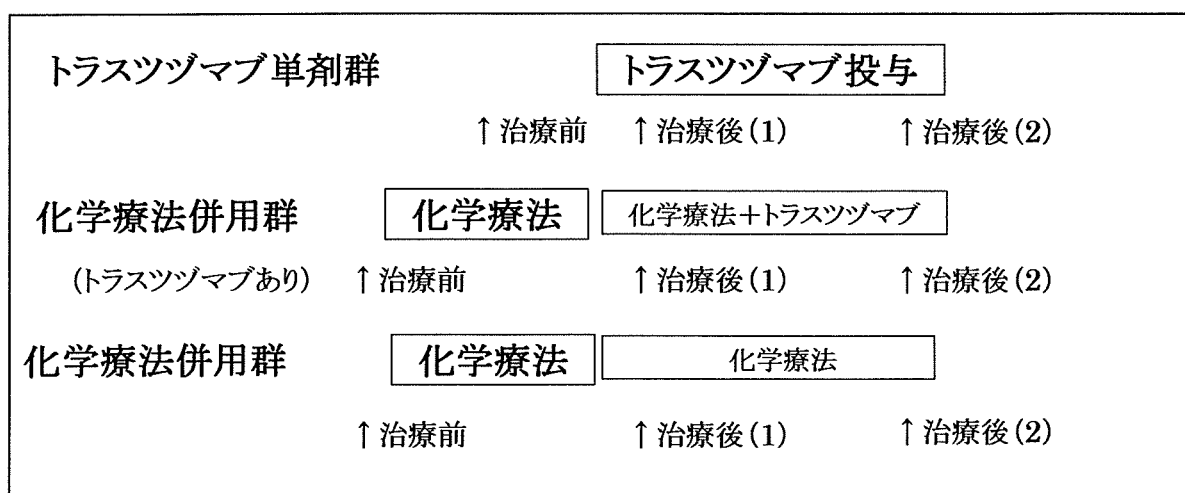 トラスツヅマブ単剤群 トラスツヅマブ投与
↑治療前 ↑治療後(1) ↑治療後(2)
化学療法併用群 化学療法 化学療法+トラスツヅマブ
(トラスツヅマブあり) ↑治療前 ↑治療後(1) ↑治療後(2)
化学療法併用群 化学療法 化学療法
↑治療前 ↑治療後(1) ↑治療後(2)